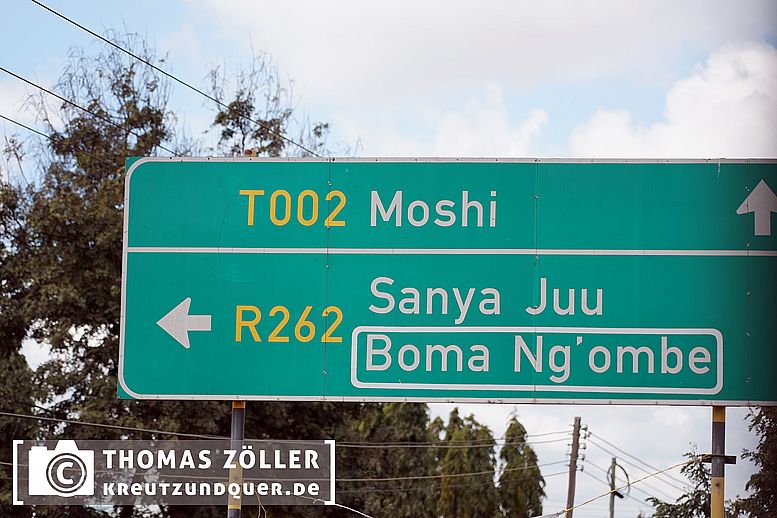 T002 Moshi
Sanya Juu
R262
Boma Ng'ombe
© THOMAS ZÖLLER
KREUTZUNDQUER.DE